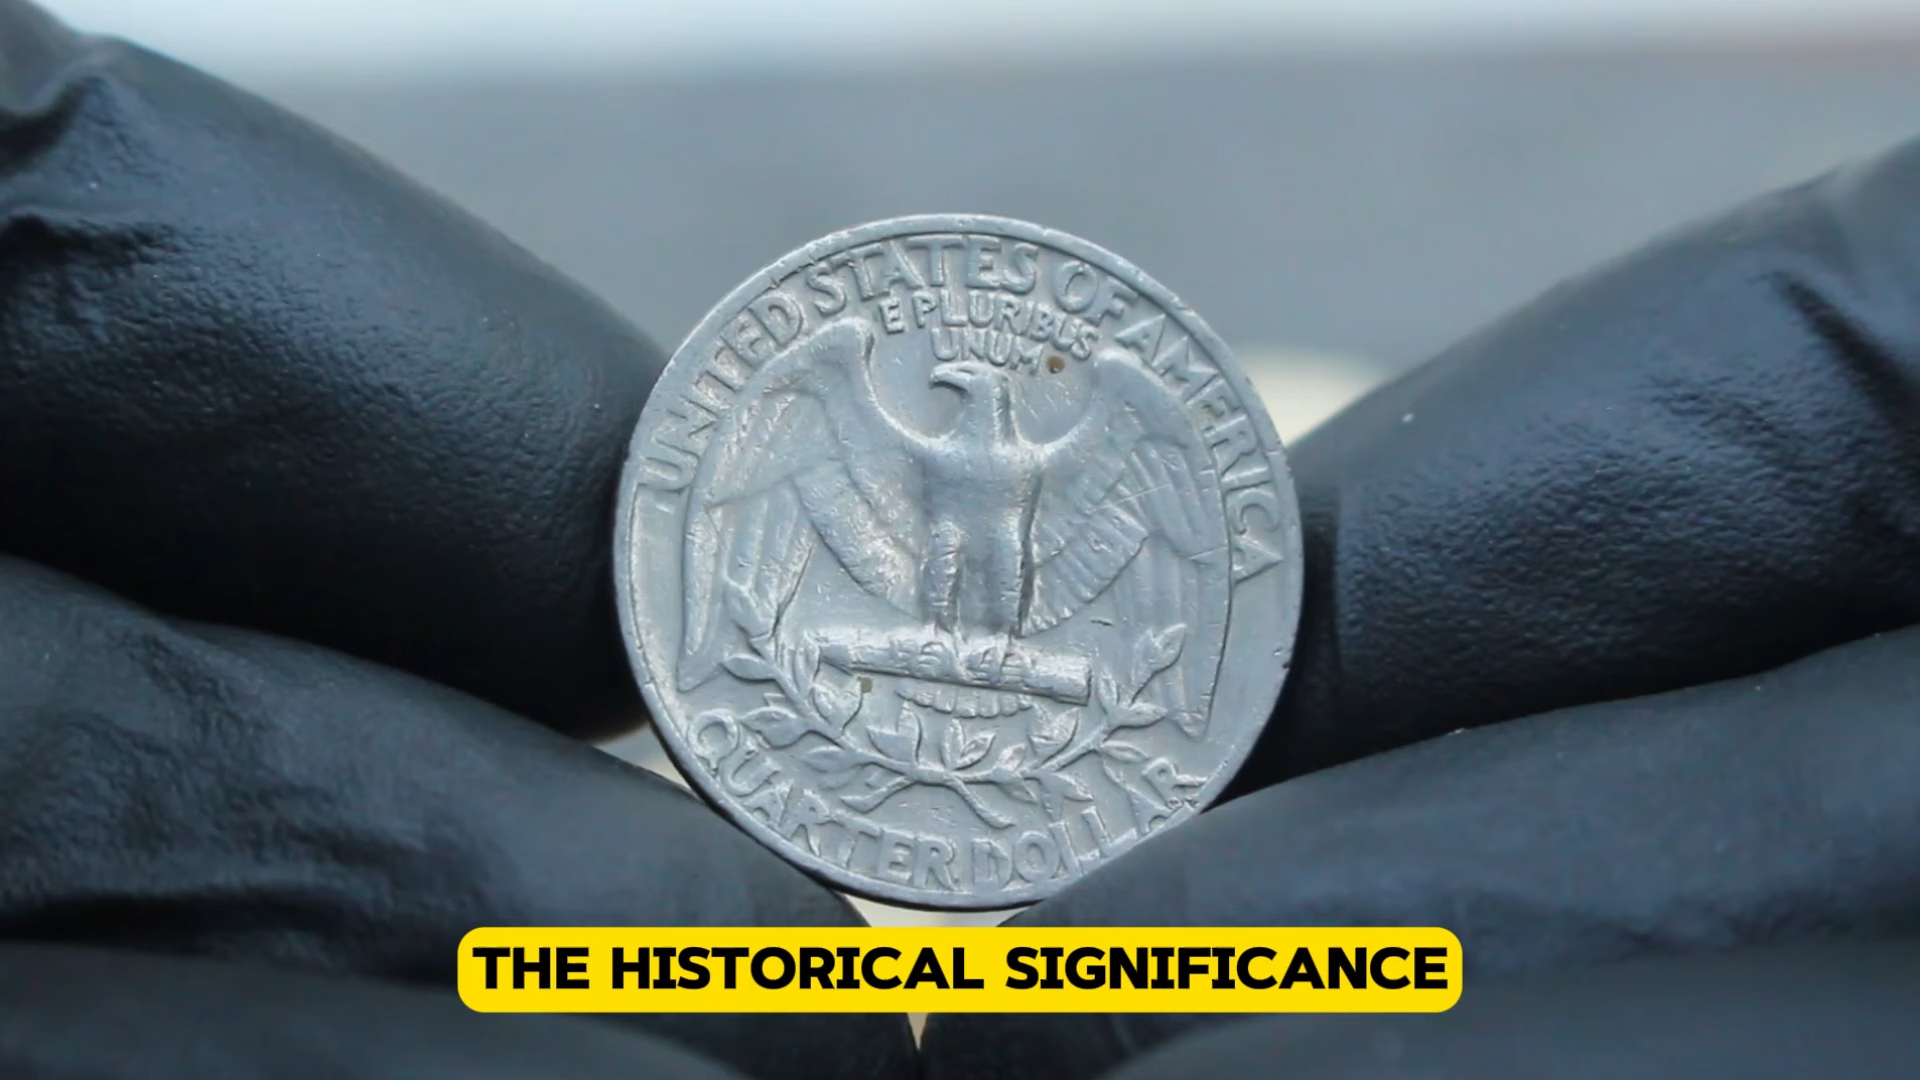 UNITED STATES OF AMERICA
E PLURIBUS
UNUM
QUARTER DOLLAR
THE HISTORICAL SIGNIFICANCE